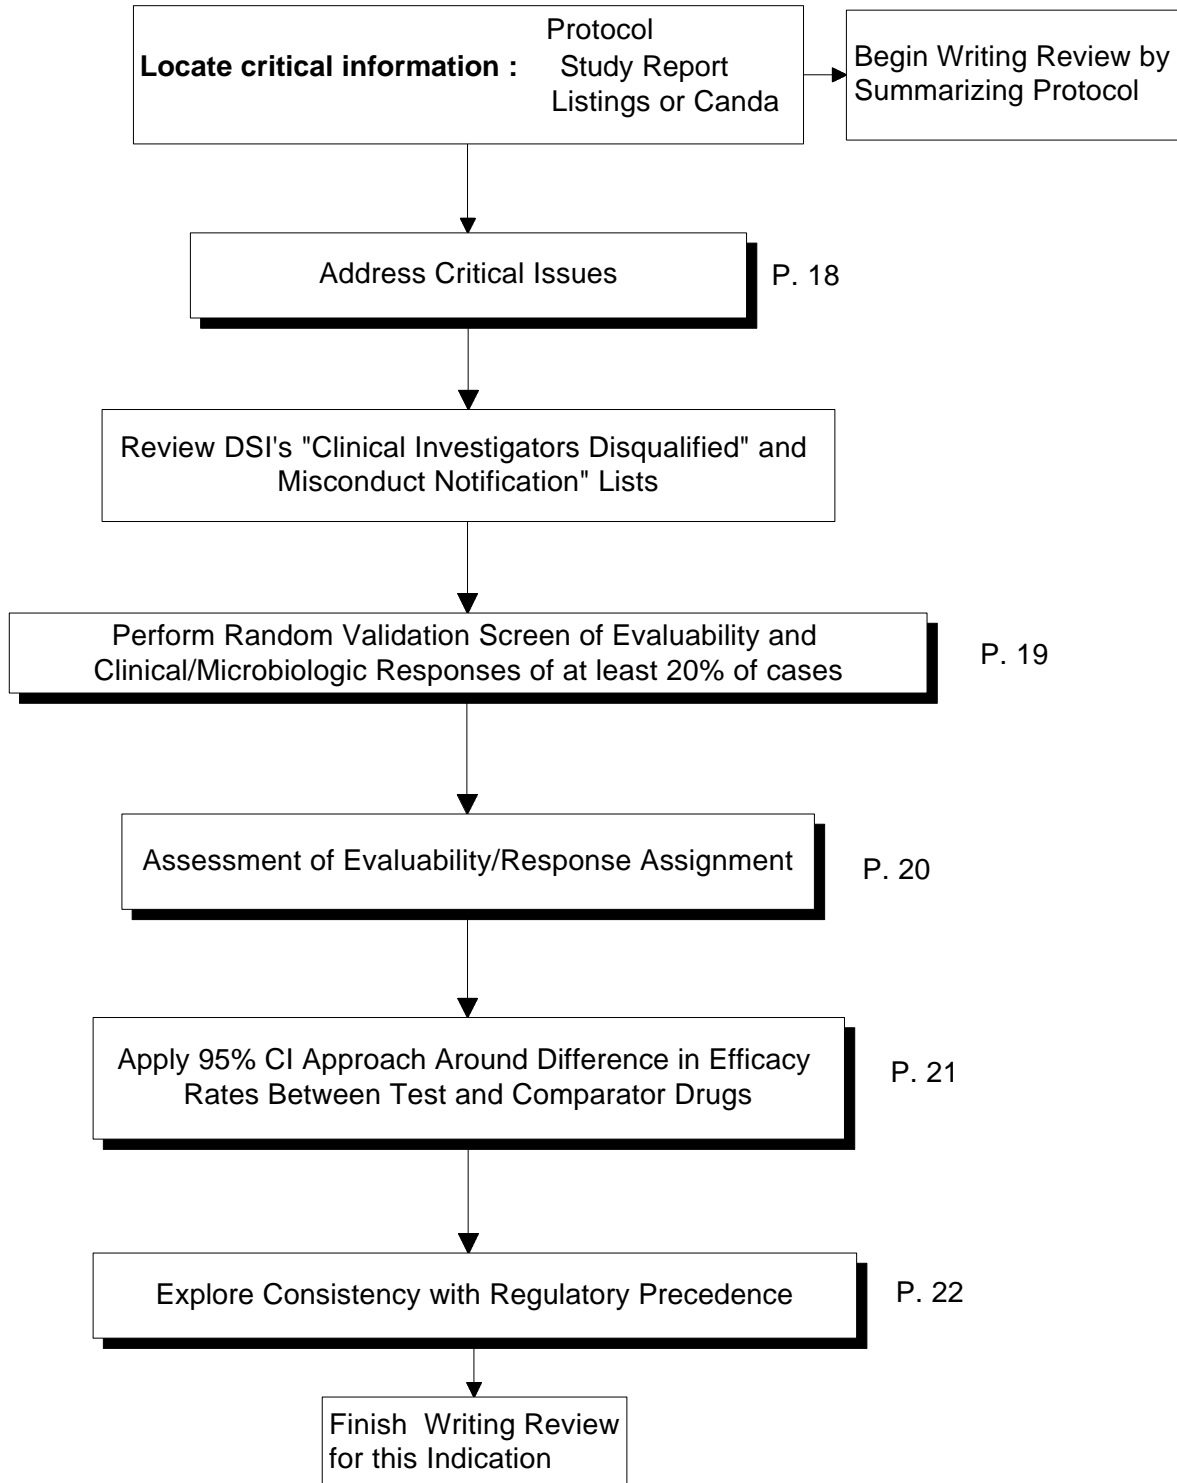 Protocol
Locate critical information : Study Report
Listings or Canda
Begin Writing Review by
Summarizing Protocol
Address Critical Issues
P. 18
Review DSI's "Clinical Investigators Disqualified" and
Misconduct Notification" Lists
Perform Random Validation Screen of Evaluability and
Clinical/Microbiologic Responses of at least 20% of cases
P. 19
Assessment of Evaluability/Response Assignment
P. 20
Apply 95% CI Approach Around Difference in Efficacy
Rates Between Test and Comparator Drugs
P. 21
Explore Consistency with Regulatory Precedence
P. 22
Finish Writing Review
for this Indication